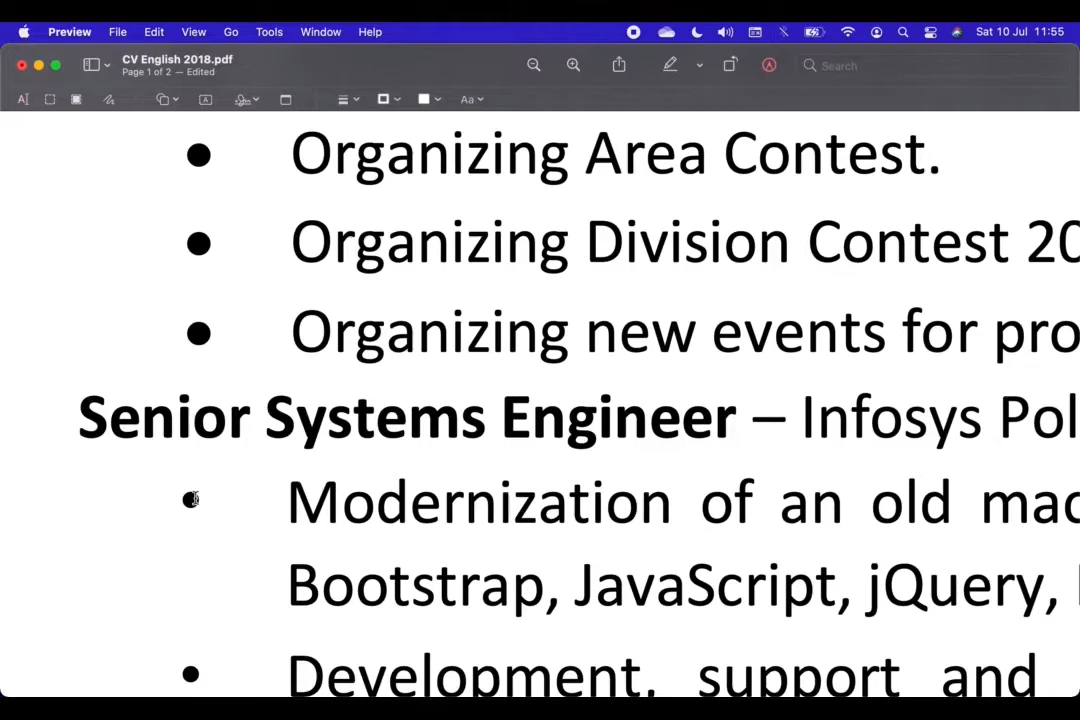 Preview File Edit View Go Tools Window Help Sat 10 Jul 11:55
CV English 2018.pdf
Page 1 of 2 — Edited
Search
Aa
• Organizing Area Contest.
• Organizing Division Contest 20
• Organizing new events for pro
Senior Systems Engineer – Infosys Pol
• Modernization of an old mac
Bootstrap, JavaScript, jQuery,
• Development, support and